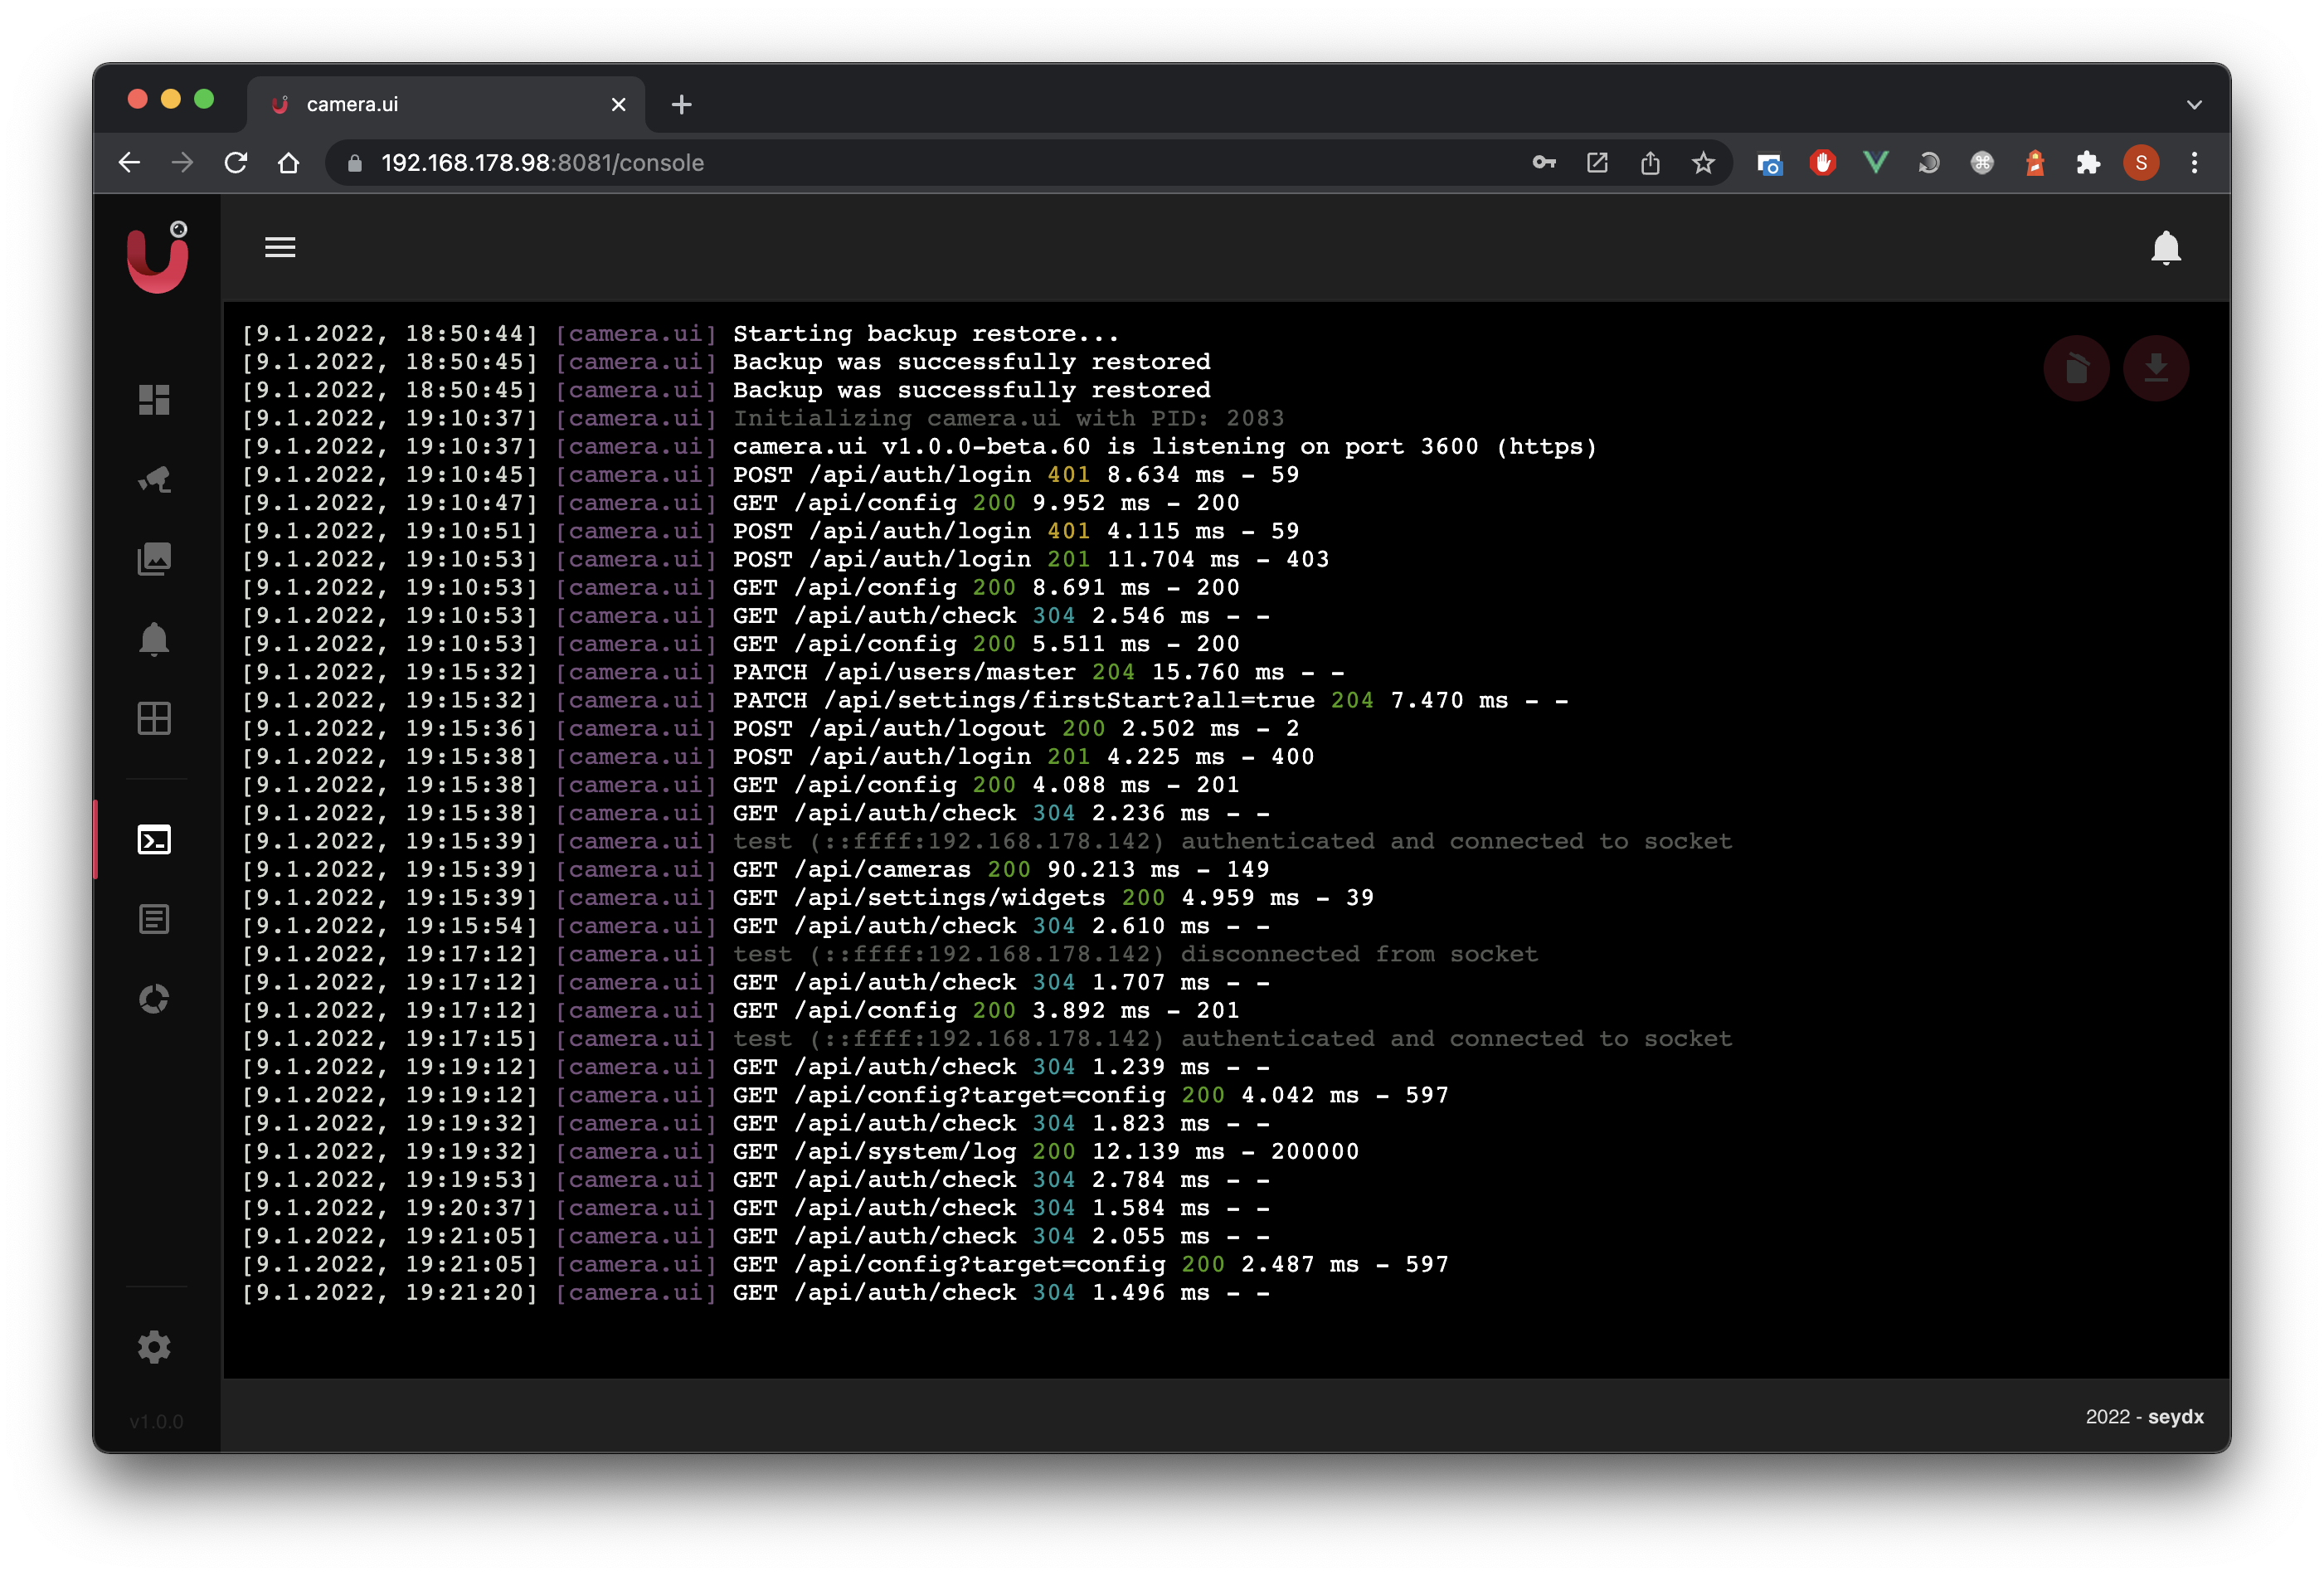 camera.ui
192.168.178.98:8081/console
S
[9.1.2022, 18:50:44] [camera.ui] Starting backup restore...
[9.1.2022, 18:50:45] [camera.ui] Backup was successfully restored
[9.1.2022, 18:50:45] [camera.ui] Backup was successfully restored
[9.1.2022, 19:10:37] [camera.ui] Initializing camera.ui with PID: 2083
[9.1.2022, 19:10:37] [camera.ui] camera.ui v1.0.0-beta.60 is listening on port 3600 (https)
[9.1.2022, 19:10:45] [camera.ui] POST /api/auth/login 401 8.634 ms - 59
[9.1.2022, 19:10:47] [camera.ui] GET /api/config 200 9.952 ms - 200
[9.1.2022, 19:10:51] [camera.ui] POST /api/auth/login 401 4.115 ms - 59
[9.1.2022, 19:10:53] [camera.ui] POST /api/auth/login 201 11.704 ms - 403
[9.1.2022, 19:10:53] [camera.ui] GET /api/config 200 8.691 ms - 200
[9.1.2022, 19:10:53] [camera.ui] GET /api/auth/check 304 2.546 ms - -
[9.1.2022, 19:10:53] [camera.ui] GET /api/config 200 5.511 ms - 200
[9.1.2022, 19:15:32] [camera.ui] PATCH /api/users/master 204 15.760 ms - -
[9.1.2022, 19:15:32] [camera.ui] PATCH /api/settings/firstStart?all=true 204 7.470 ms - -
[9.1.2022, 19:15:36] [camera.ui] POST /api/auth/logout 200 2.502 ms - 2
[9.1.2022, 19:15:38] [camera.ui] POST /api/auth/login 201 4.225 ms - 400
[9.1.2022, 19:15:38] [camera.ui] GET /api/config 200 4.088 ms - 201
[9.1.2022, 19:15:38] [camera.ui] GET /api/auth/check 304 2.236 ms - -
[9.1.2022, 19:15:39] [camera.ui] test (::ffff:192.168.178.142) authenticated and connected to socket
[9.1.2022, 19:15:39] [camera.ui] GET /api/cameras 200 90.213 ms - 149
[9.1.2022, 19:15:39] [camera.ui] GET /api/settings/widgets 200 4.959 ms - 39
[9.1.2022, 19:15:54] [camera.ui] GET /api/auth/check 304 2.610 ms - -
[9.1.2022, 19:17:12] [camera.ui] test (::ffff:192.168.178.142) disconnected from socket
[9.1.2022, 19:17:12] [camera.ui] GET /api/auth/check 304 1.707 ms - -
[9.1.2022, 19:17:12] [camera.ui] GET /api/config 200 3.892 ms - 201
[9.1.2022, 19:17:15] [camera.ui] test (::ffff:192.168.178.142) authenticated and connected to socket
[9.1.2022, 19:19:12] [camera.ui] GET /api/auth/check 304 1.239 ms - -
[9.1.2022, 19:19:12] [camera.ui] GET /api/config?target=config 200 4.042 ms - 597
[9.1.2022, 19:19:32] [camera.ui] GET /api/auth/check 304 1.823 ms - -
[9.1.2022, 19:19:32] [camera.ui] GET /api/system/log 200 12.139 ms - 200000
[9.1.2022, 19:19:53] [camera.ui] GET /api/auth/check 304 2.784 ms - -
[9.1.2022, 19:20:37] [camera.ui] GET /api/auth/check 304 1.584 ms - -
[9.1.2022, 19:21:05] [camera.ui] GET /api/auth/check 304 2.055 ms - -
[9.1.2022, 19:21:05] [camera.ui] GET /api/config?target=config 200 2.487 ms - 597
[9.1.2022, 19:21:20] [camera.ui] GET /api/auth/check 304 1.496 ms - -
v1.0.0
2022 - seydx